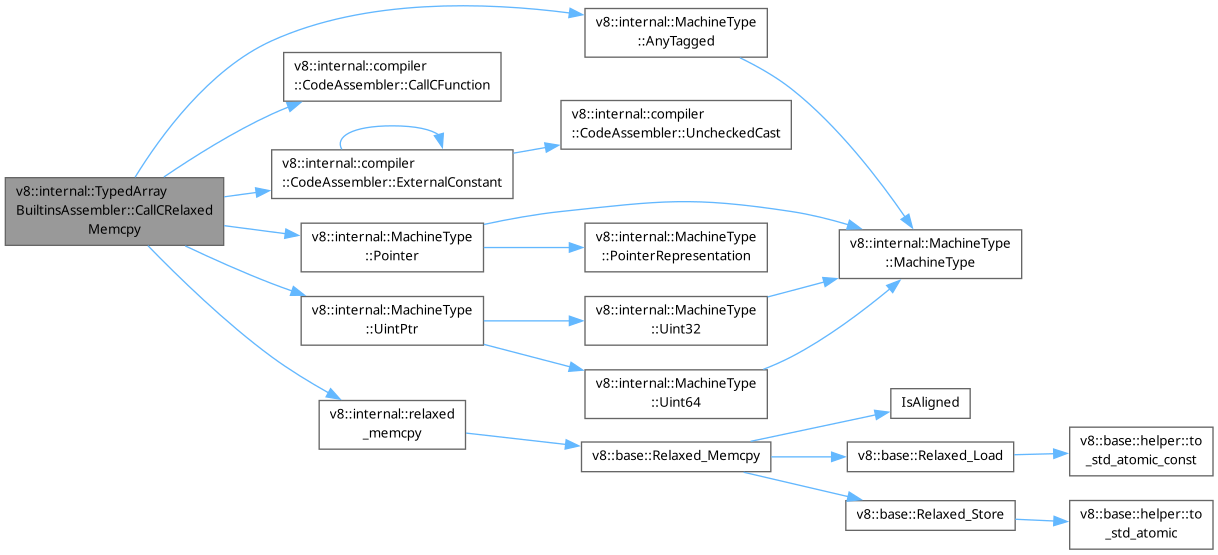 v8::internal::TypedArray
BuiltinsAssembler::CallCRelaxed
Memcpy
v8::internal::MachineType
::AnyTagged
v8::internal::compiler
::CodeAssembler::CallCFunction
v8::internal::compiler
::CodeAssembler::ExternalConstant
v8::internal::compiler
::CodeAssembler::UncheckedCast
v8::internal::MachineType
::Pointer
v8::internal::MachineType
::PointerRepresentation
v8::internal::MachineType
::MachineType
v8::internal::MachineType
::UintPtr
v8::internal::MachineType
::Uint32
v8::internal::MachineType
::Uint64
v8::internal::relaxed
_memcpy
v8::base::Relaxed_Memcpy
IsAligned
v8::base::Relaxed_Load
v8::base::helper::to
_std_atomic_const
v8::base::Relaxed_Store
v8::base::helper::to
_std_atomic